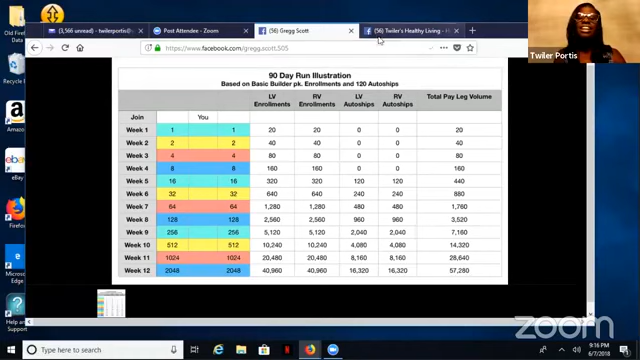 Old Firefox D
(3,566 unread) - twilerportis@
Post Attendee - Zoom
(56) Gregg Scott
(56) Twiler's Healthy Living - H
https://www.facebook.com/gregg.scott.505
Twiler Portis
90 Day Run Illustration
Based on Basic Builder pk. Enrollments and 120 Autoships
LV Enrollments RV Enrollments LV Autoships RV Autoships Total Pay Leg Volume
Join You
Week 1 1 1 20 20 0 0 20
Week 2 2 2 40 40 0 0 40
Week 3 4 4 80 80 0 0 80
Week 4 8 8 160 160 0 0 160
Week 5 16 16 320 320 120 120 440
Week 6 32 32 640 640 240 240 880
Week 7 64 64 1,280 1,280 480 480 1,760
Week 8 128 128 2,560 2,560 960 960 3,520
Week 9 256 256 5,120 5,120 2,040 2,040 7,160
Week 10 512 512 10,240 10,240 4,080 4,080 14,320
Week 11 1024 1024 20,480 20,480 8,160 8,160 28,640
Week 12 2048 2048 40,960 40,960 16,320 16,320 57,280
Recycle
Amaz
eBay
Firefo
Help an
Suppor
zoom
Type here to search
9:16 PM
6/7/2018